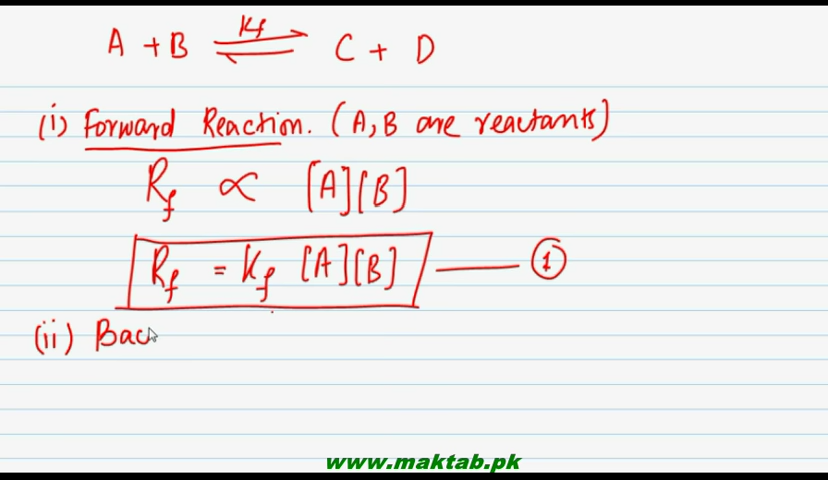 Kf
A + B ⇌ C + D
(i) Forward Reaction. (A, B are reactants)
Rf ∝ [A][B]
Rf = Kf [A][B] —— ①
(ii) Bac
www.maktab.pk